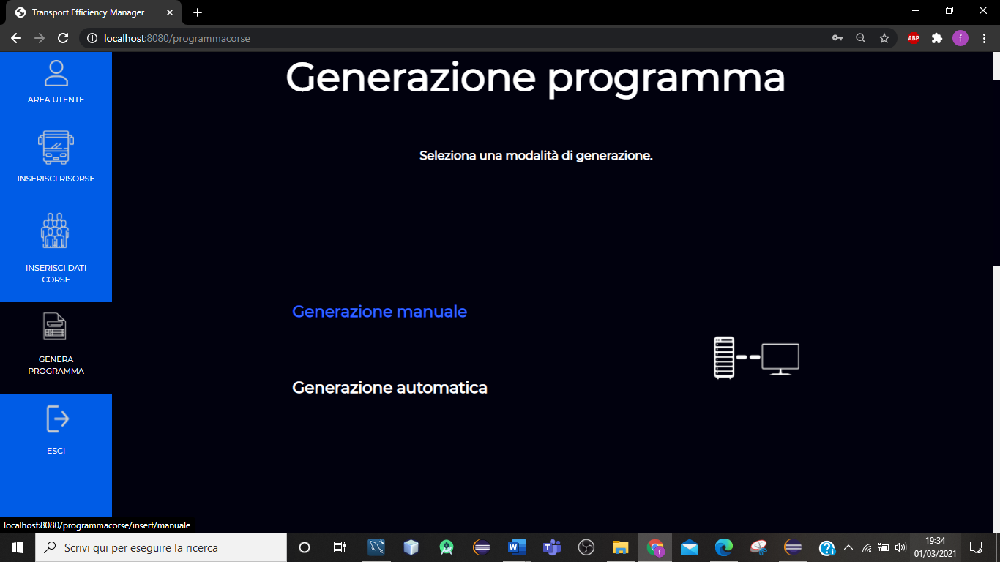 Transport Efficiency Manager
localhost:8080/programmacorse
ABP
f
AREA UTENTE
INSERISCI RISORSE
INSERISCI DATI
CORSE
GENERA
PROGRAMMA
ESCI
Generazione programma
Seleziona una modalità di generazione.
Generazione manuale
Generazione automatica
localhost:8080/programmacorse/insert/manuale
Scrivi qui per eseguire la ricerca
19:34
01/03/2021